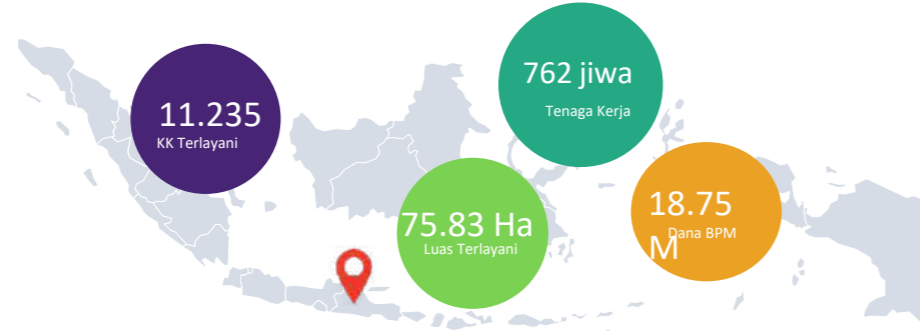 11.235
KK Terlayani
762 jiwa
Tenaga Kerja
75.83 Ha
Luas Terlayani
18.75
M
Dana BPM